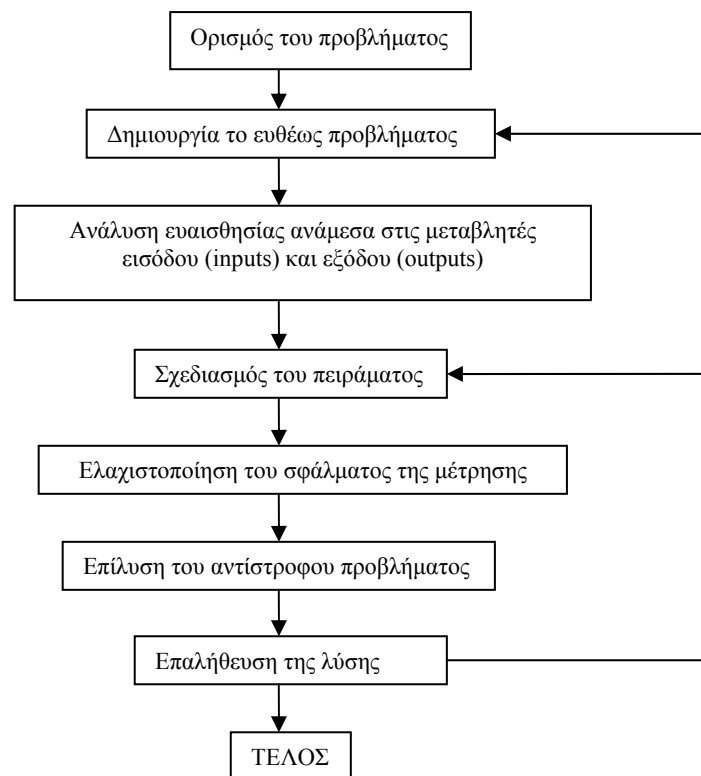 Ορισμός του προβλήματος
Δημιουργία το ευθέως προβλήματος
Ανάλυση ευαισθησίας ανάμεσα στις μεταβλητές
εισόδου (inputs) και εξόδου (outputs)
Σχεδιασμός του πειράματος
Ελαχιστοποίηση του σφάλματος της μέτρησης
Επίλυση του αντίστροφου προβλήματος
Επαλήθευση της λύσης
ΤΕΛΟΣ